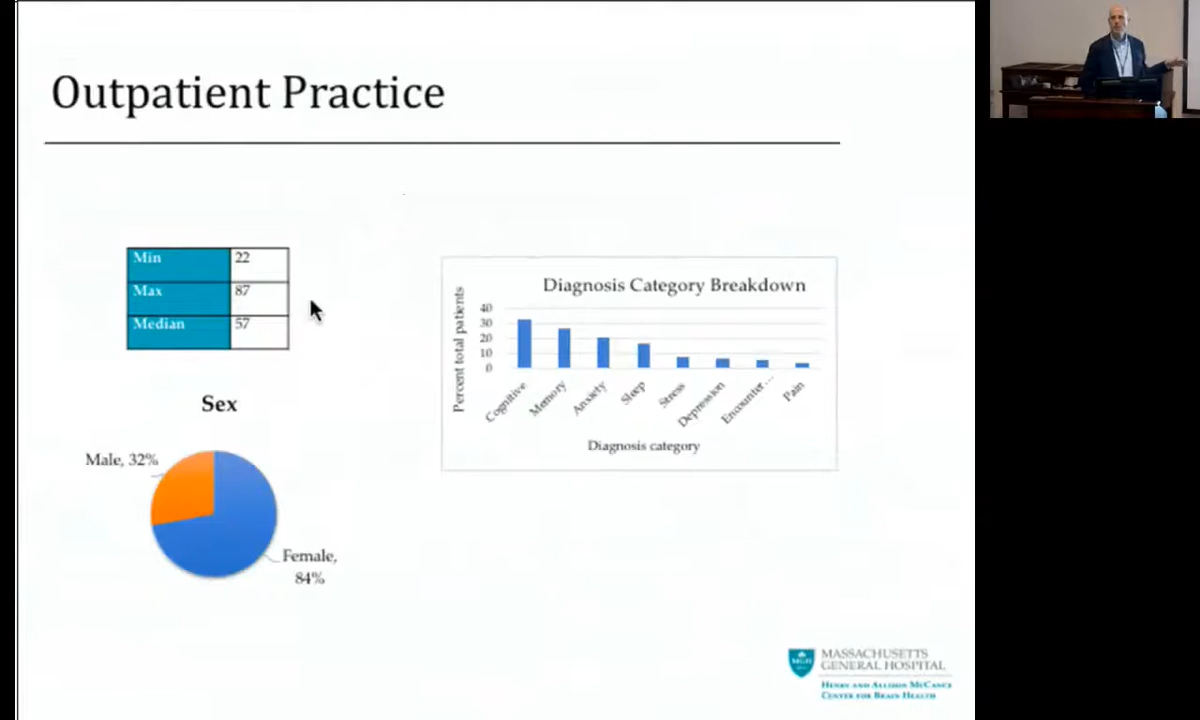 Outpatient Practice
Min 22
Max 87
Median 57
Sex
Male, 32%
Female,
84%
Diagnosis Category Breakdown
Percent total patients
40
30
20
10
0
Cognitive
Memory
Anxiety
Sleep
Stress
Depression
Encounter…
Pain
Diagnosis category
MGH
MASSACHUSETTS
GENERAL HOSPITAL
HENRY AND ALLISON MCCANCE
CENTER FOR BRAIN HEALTH